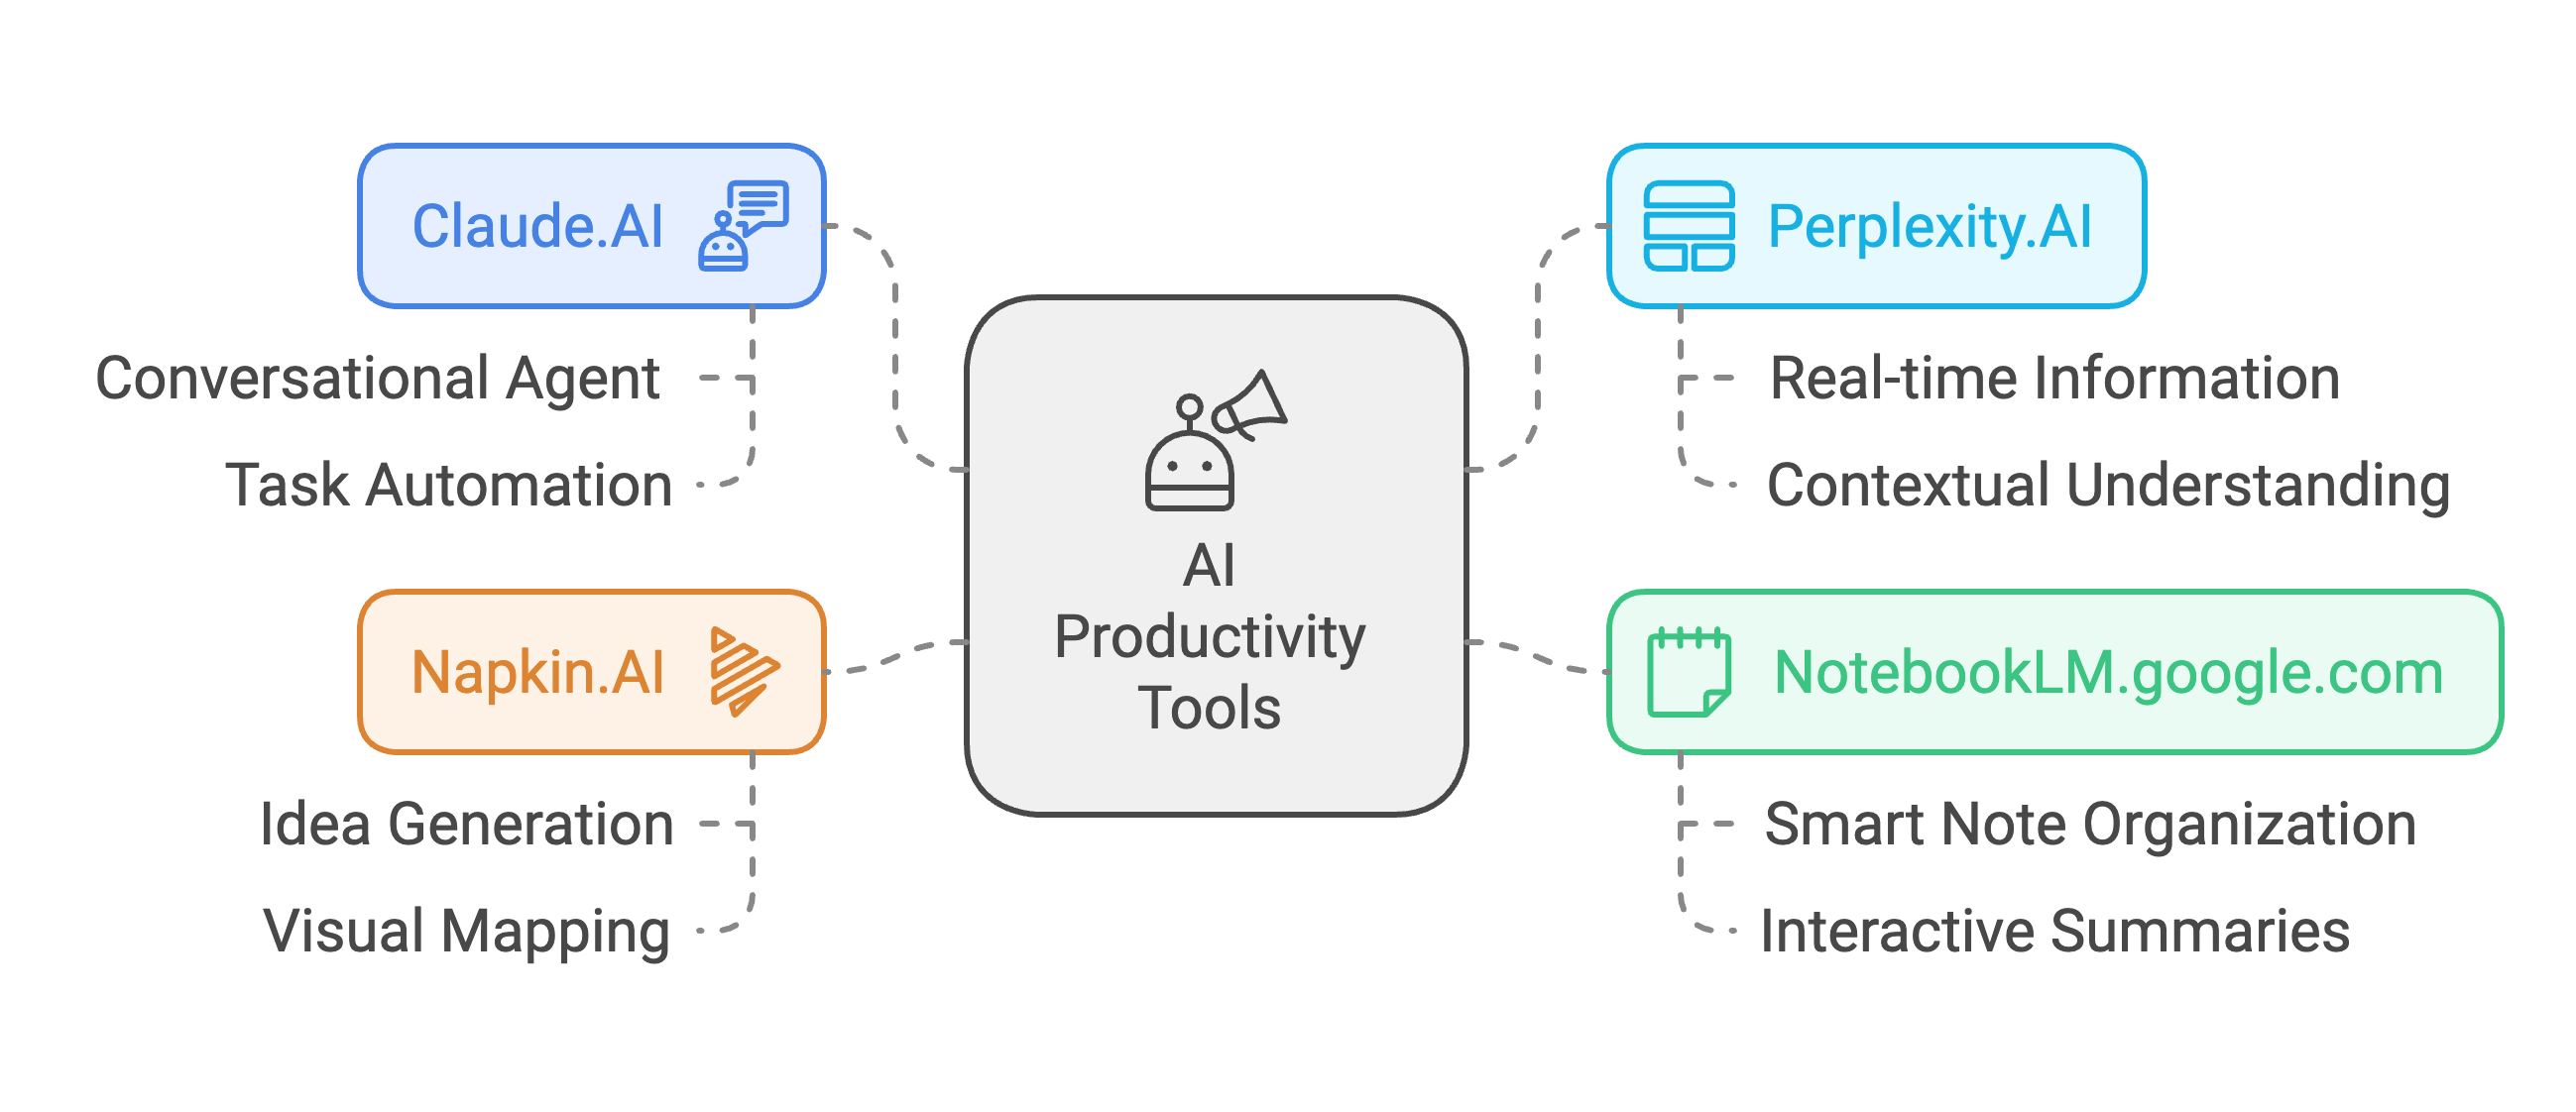 Claude.AI
Conversational Agent
Task Automation
Napkin.AI
Idea Generation
Visual Mapping
AI
Productivity
Tools
Perplexity.AI
Real-time Information
Contextual Understanding
NotebookLM.google.com
Smart Note Organization
Interactive Summaries